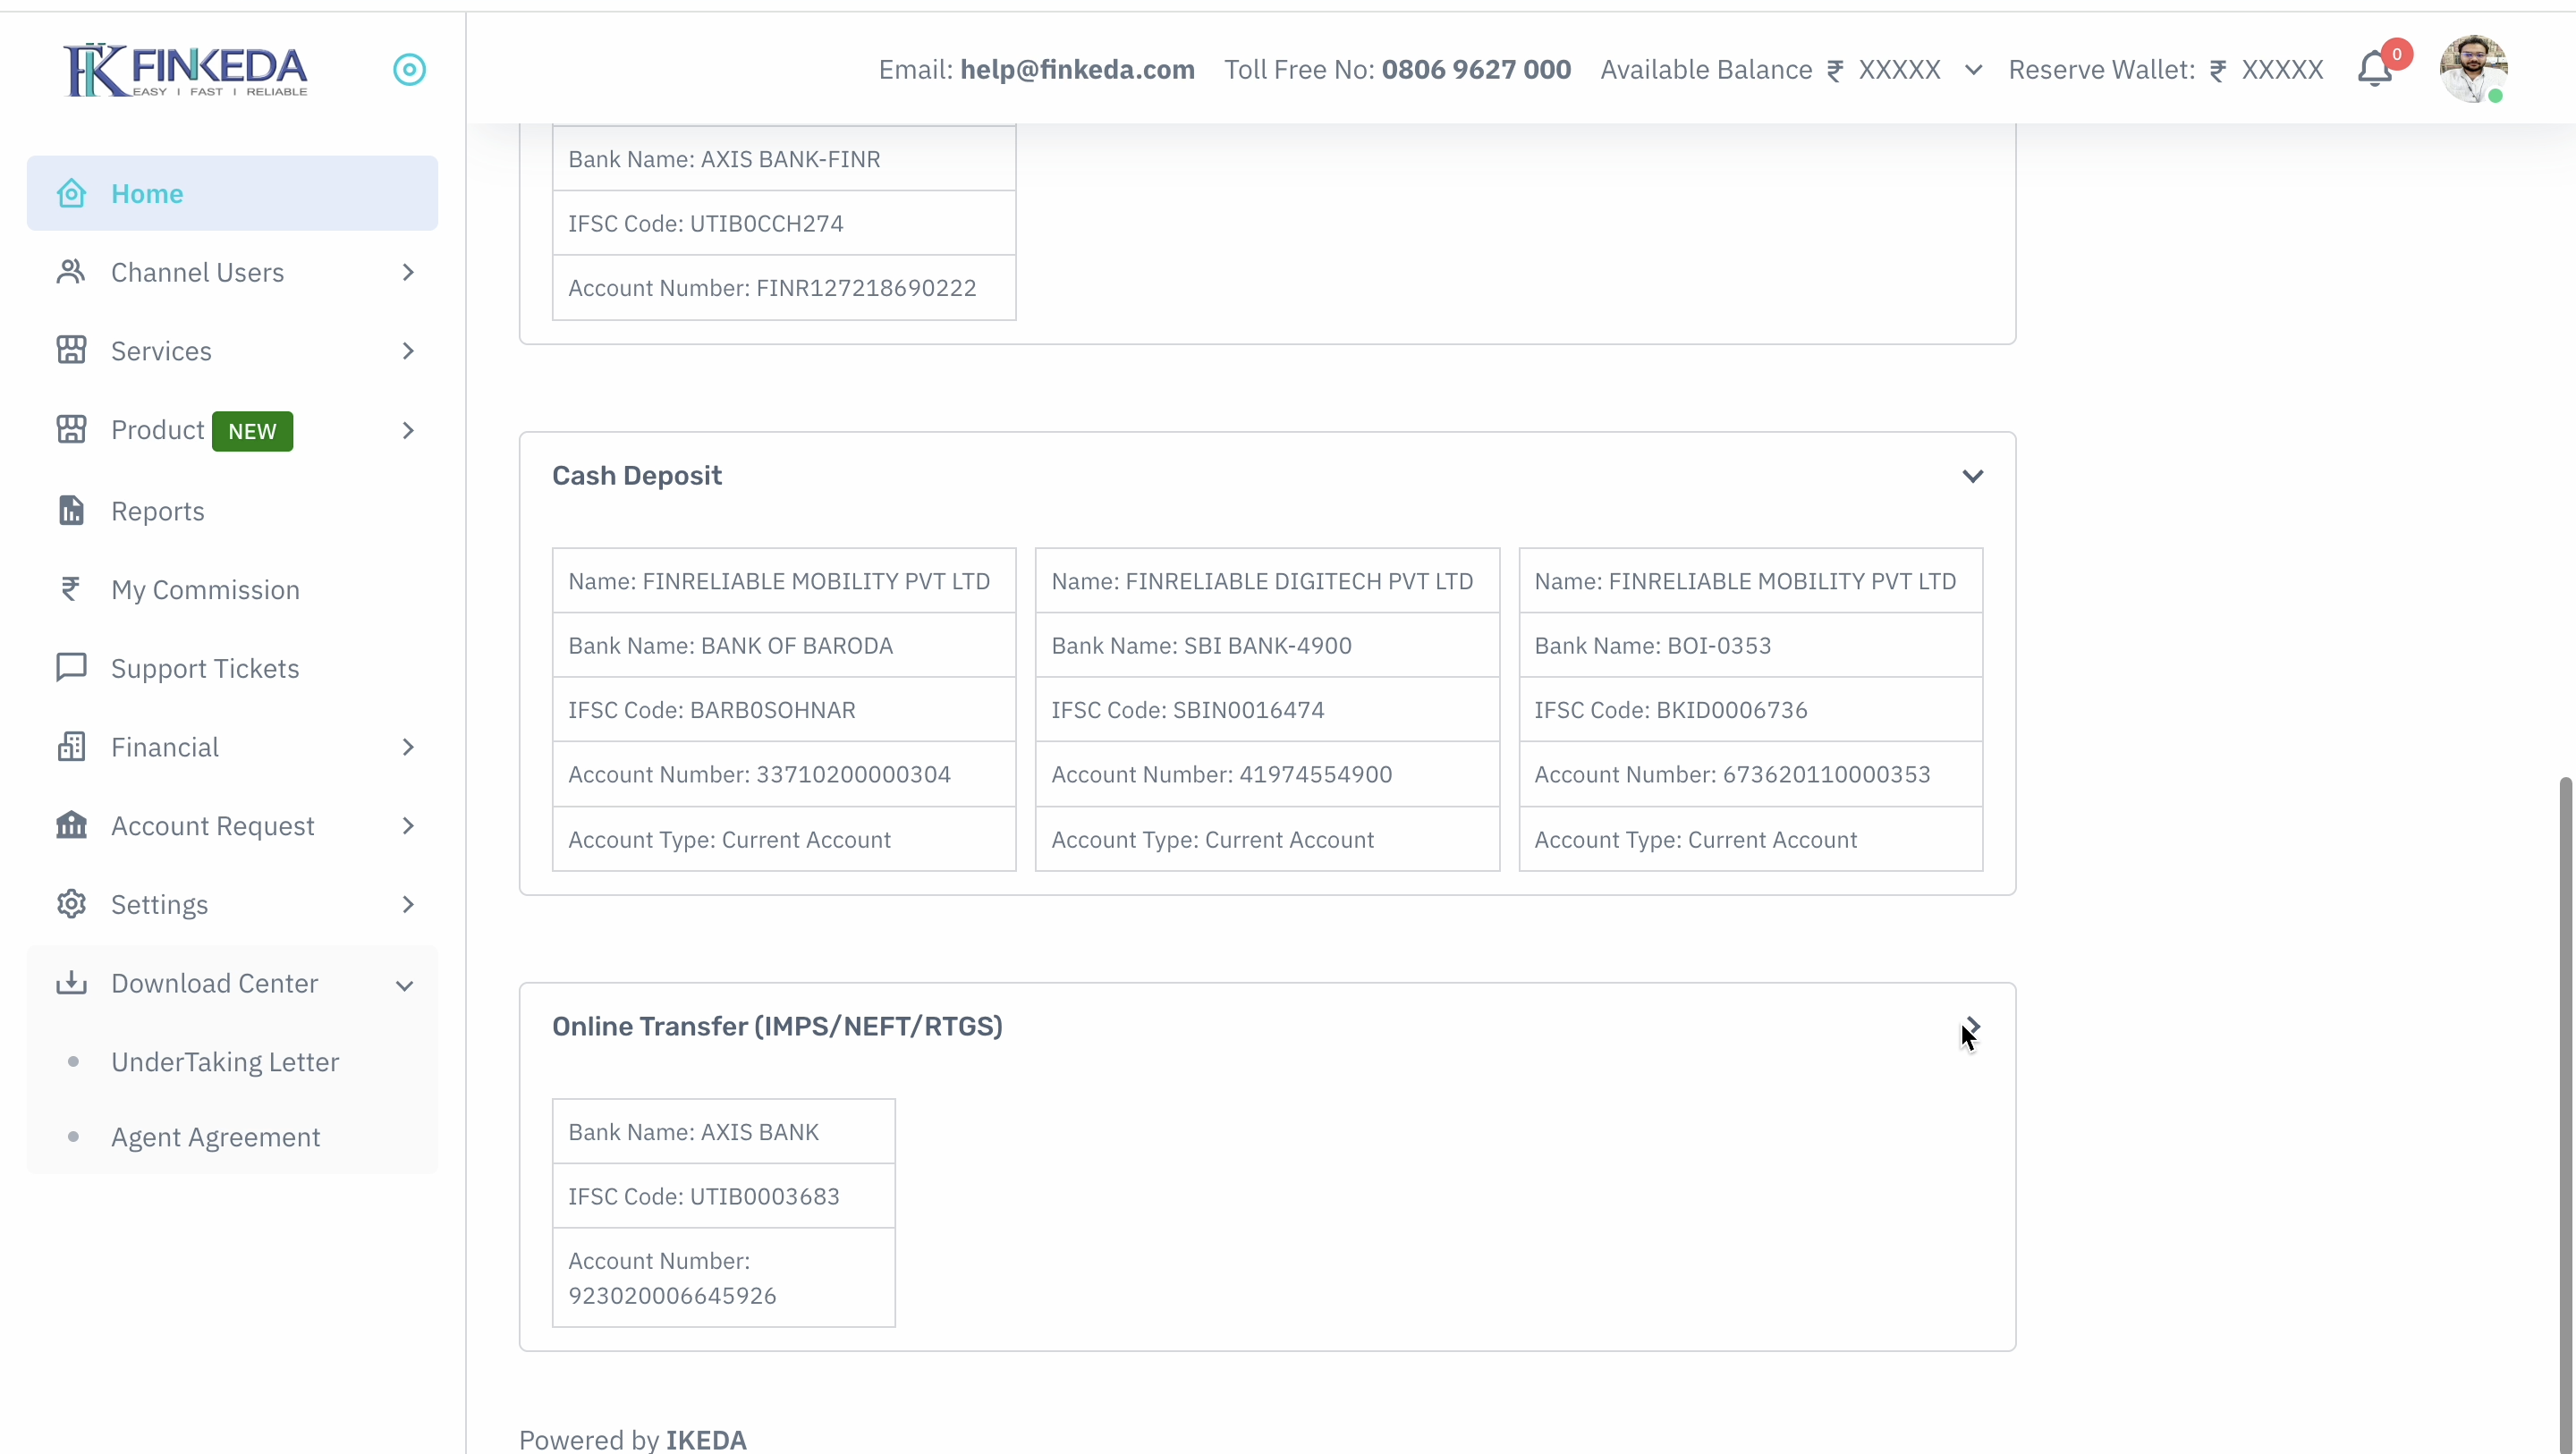 FINKEDA
EASY | FAST | RELIABLE
Email: help@finkeda.com Toll Free No: 0806 9627 000 Available Balance ₹ XXXXX Reserve Wallet: ₹ XXXXX 0
Home
Channel Users
Services
Product NEW
Reports
My Commission
Support Tickets
Financial
Account Request
Settings
Download Center
UnderTaking Letter
Agent Agreement
Bank Name: AXIS BANK-FINR
IFSC Code: UTIB0CCH274
Account Number: FINR127218690222
Cash Deposit
Name: FINRELIABLE MOBILITY PVT LTD
Bank Name: BANK OF BARODA
IFSC Code: BARB0SOHNAR
Account Number: 33710200000304
Account Type: Current Account
Name: FINRELIABLE DIGITECH PVT LTD
Bank Name: SBI BANK-4900
IFSC Code: SBIN0016474
Account Number: 41974554900
Account Type: Current Account
Name: FINRELIABLE MOBILITY PVT LTD
Bank Name: BOI-0353
IFSC Code: BKID0006736
Account Number: 673620110000353
Account Type: Current Account
Online Transfer (IMPS/NEFT/RTGS)
Bank Name: AXIS BANK
IFSC Code: UTIB0003683
Account Number:
923020006645926
Powered by IKEDA